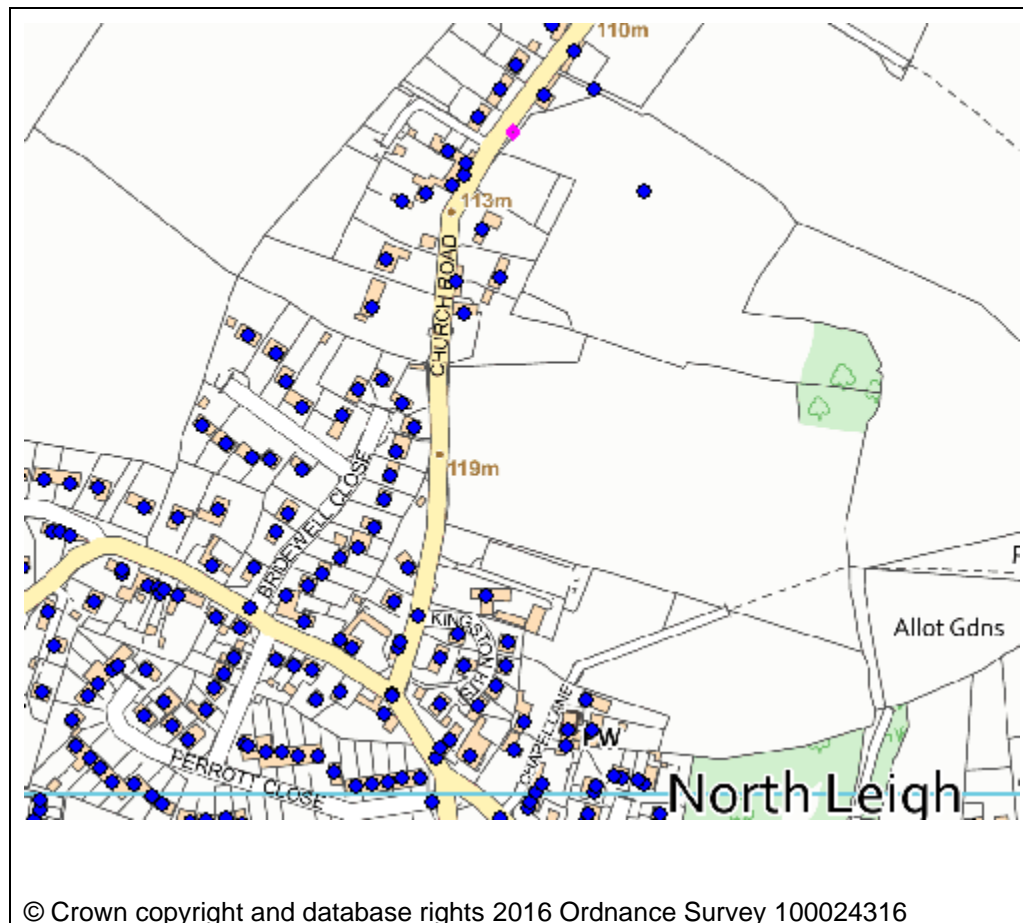 110m
113m
CHURCH ROAD
119m
BRIDEWELL CLOSE
Allot Gdns
CHAPEL LANE
PW
PERROTT CLOSE
North Leigh
© Crown copyright and database rights 2016 Ordnance Survey 100024316